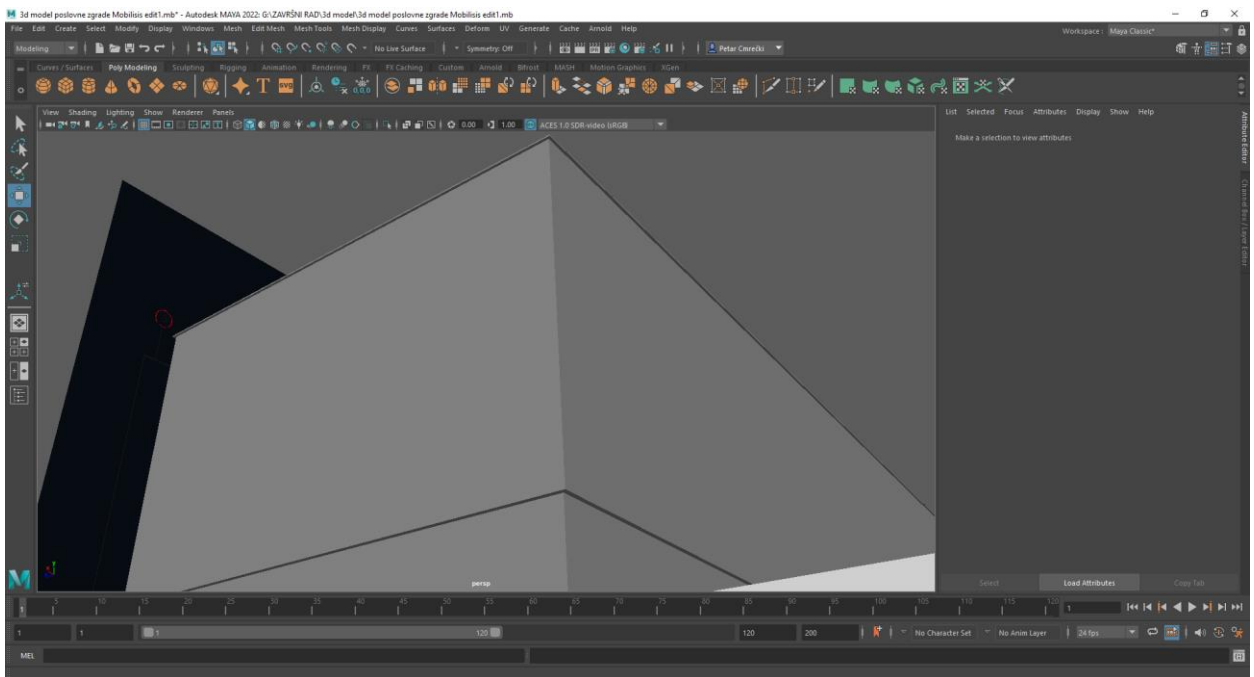 3d model poslovne zgrade Mobilisis edit1.mb* - Autodesk MAYA 2022: G:\ZAVRŠNI RAD\3d model\3d model poslovne zgrade Mobilisis edit1.mb
File Edit Create Select Modify Display Windows Mesh Edit Mesh Mesh Tools Mesh Display Curves Surfaces Deform UV Generate Cache Arnold Help
Workspace: Maya Classic*
Modeling No Live Surface Symmetry: Off Petar Cmrečki
Curves / Surfaces Poly Modeling Sculpting Rigging Animation Rendering FX FX Caching Custom Arnold Bifrost MASH Motion Graphics XGen
T SVG
View Shading Lighting Show Renderer Panels
0.00 1.00 ACES 1.0 SDR-video (sRGB)
List Selected Focus Attributes Display Show Help
Make a selection to view attributes
Attribute Editor
Channel Box / Layer Editor
persp
Select Load Attributes Copy Tab
1 5 10 15 20 25 30 35 40 45 50 55 60 65 70 75 80 85 90 95 100 105 110 115 120 1
1 1 1 120 120 200 No Character Set No Anim Layer 24 fps
MEL